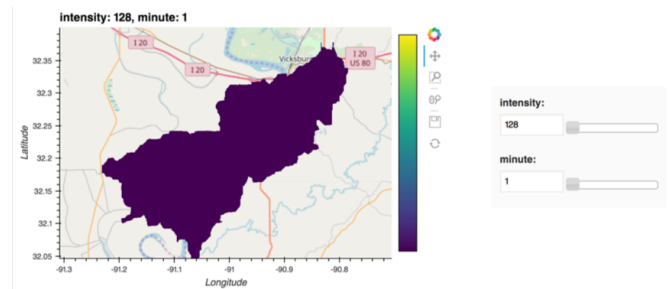 intensity: 128, minute: 1
I 20
I 20
Vicksbur
I 20
US 80
32.35
32.3
32.25
32.2
32.15
32.1
32.05
Latitude
-91.3
-91.2
-91.1
-91
-90.9
-90.8
Longitude
intensity:
128
minute:
1